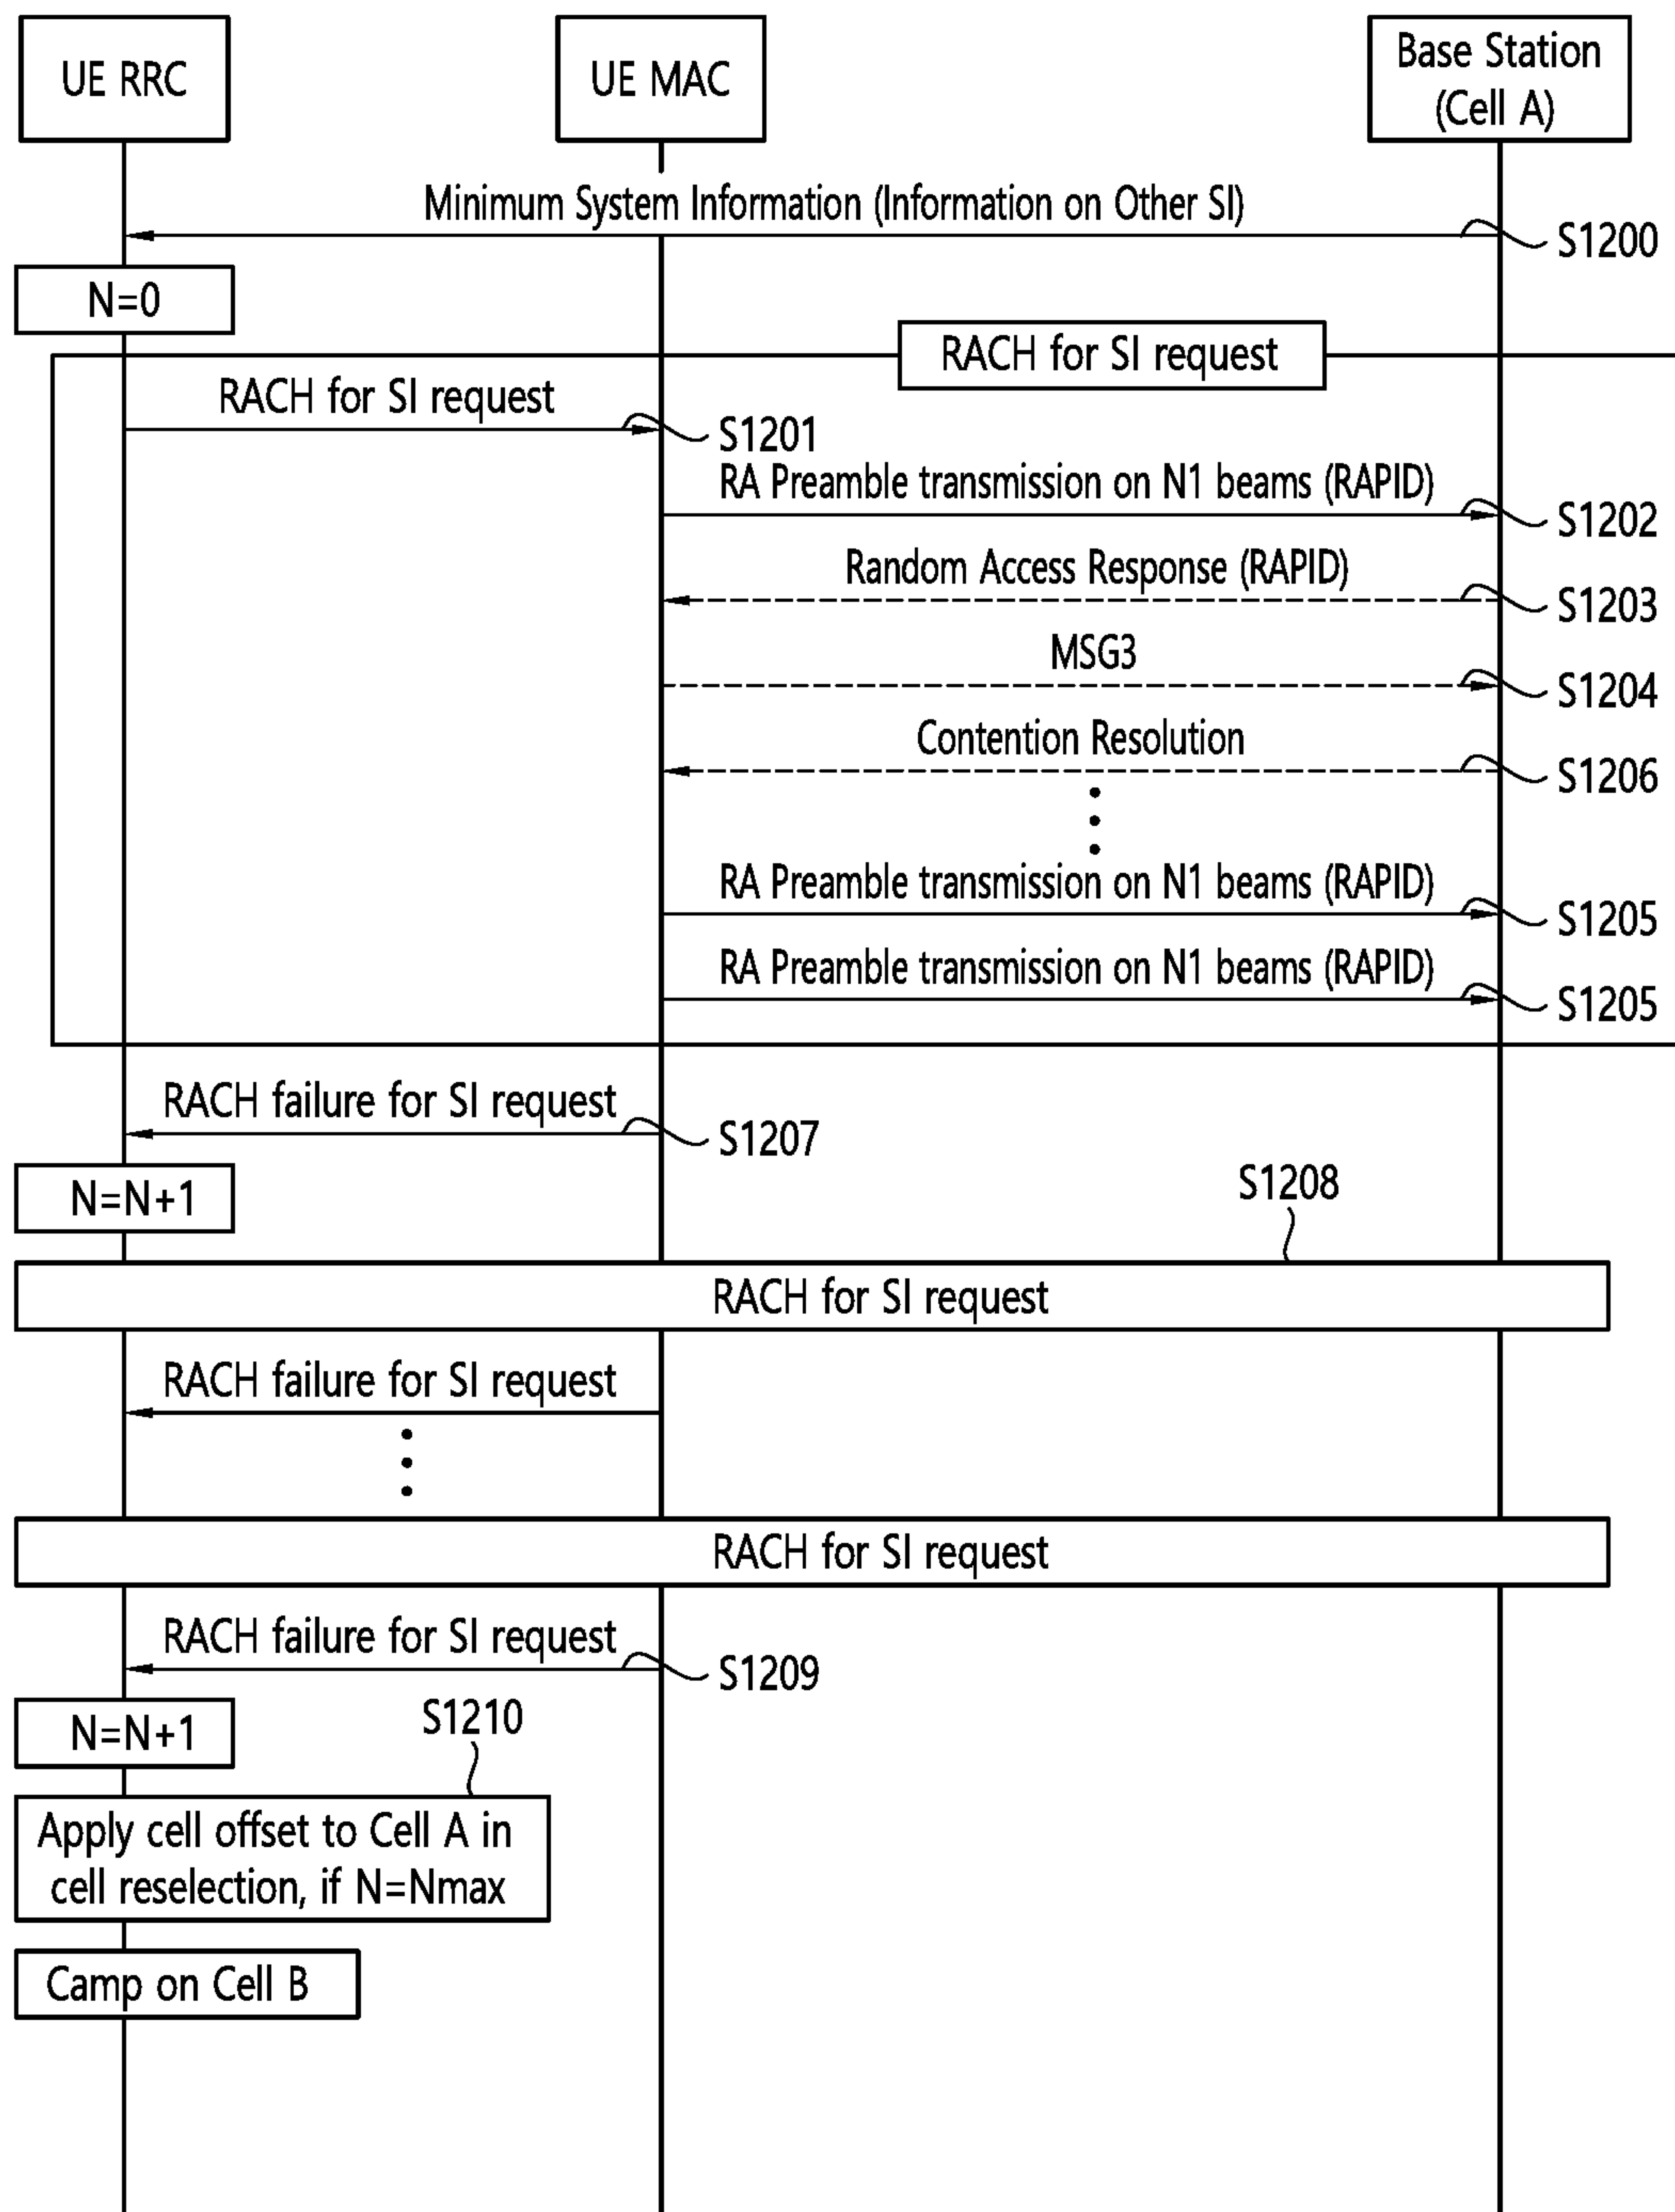 UE RRC
UE MAC
Base Station
(Cell A)
Minimum System Information (Information on Other SI)
S1200
N=0
RACH for SI request
RACH for SI request
S1201
RA Preamble transmission on N1 beams (RAPID)
S1202
Random Access Response (RAPID)
S1203
MSG3
S1204
Contention Resolution
S1206
RA Preamble transmission on N1 beams (RAPID)
S1205
RA Preamble transmission on N1 beams (RAPID)
S1205
RACH failure for SI request
S1207
N=N+1
S1208
RACH for SI request
RACH failure for SI request
RACH for SI request
RACH failure for SI request
S1209
N=N+1
S1210
Apply cell offset to Cell A in
cell reselection, if N=Nmax
Camp on Cell B